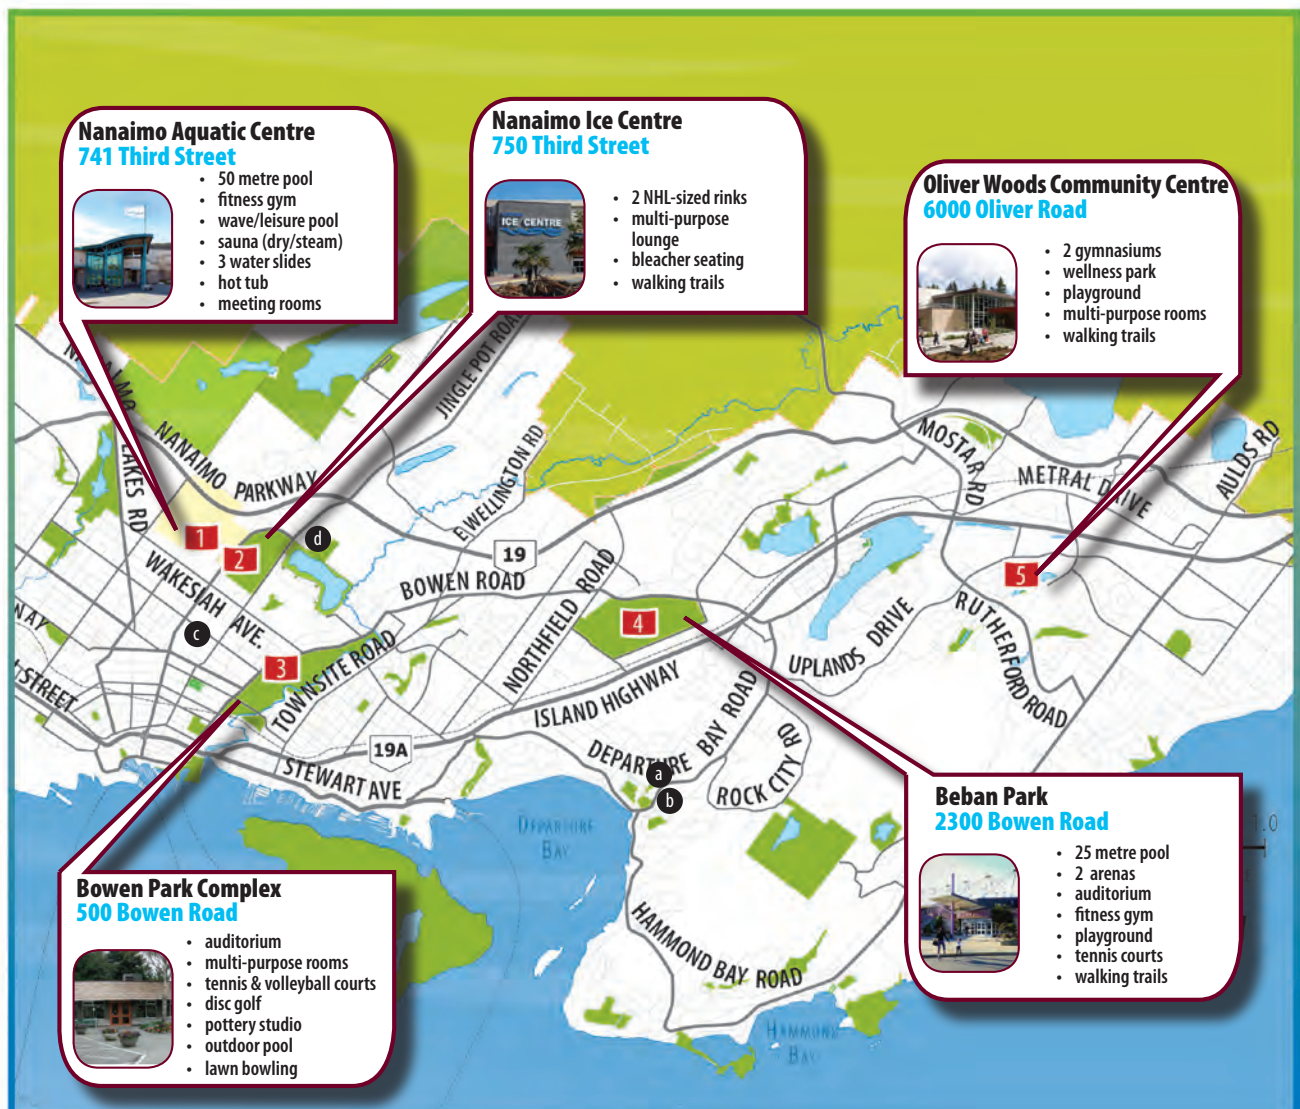 Nanaimo Aquatic Centre
741 Third Street
• 50 metre pool
• fitness gym
• wave/leisure pool
• sauna (dry/steam)
• 3 water slides
• hot tub
• meeting rooms
Nanaimo Ice Centre
750 Third Street
ICE CENTRE
• 2 NHL-sized rinks
• multi-purpose
lounge
• bleacher seating
• walking trails
Oliver Woods Community Centre
6000 Oliver Road
• 2 gymnasiums
• wellness park
• playground
• multi-purpose rooms
• walking trails
JINGLE POT ROAD
LAKES RD
NANAIMO PARKWAY
E WELLINGTON RD
MOSTAR RD
METRAL DRIVE
AULDS RD
1
2
d
19
BOWEN ROAD
WAKESIAH AVE.
c
3
TOWNSITE ROAD
NORTHFIELD ROAD
4
5
UPLANDS DRIVE
RUTHERFORD ROAD
STREET
ISLAND HIGHWAY
19A
STEWART AVE
DEPARTURE BAY ROAD
a
b
ROCK CITY RD
DEPARTURE
BAY
HAMMOND BAY ROAD
HAMMOND
BAY
1.0
Beban Park
2300 Bowen Road
• 25 metre pool
• 2 arenas
• auditorium
• fitness gym
• playground
• tennis courts
• walking trails
Bowen Park Complex
500 Bowen Road
• auditorium
• multi-purpose rooms
• tennis & volleyball courts
• disc golf
• pottery studio
• outdoor pool
• lawn bowling